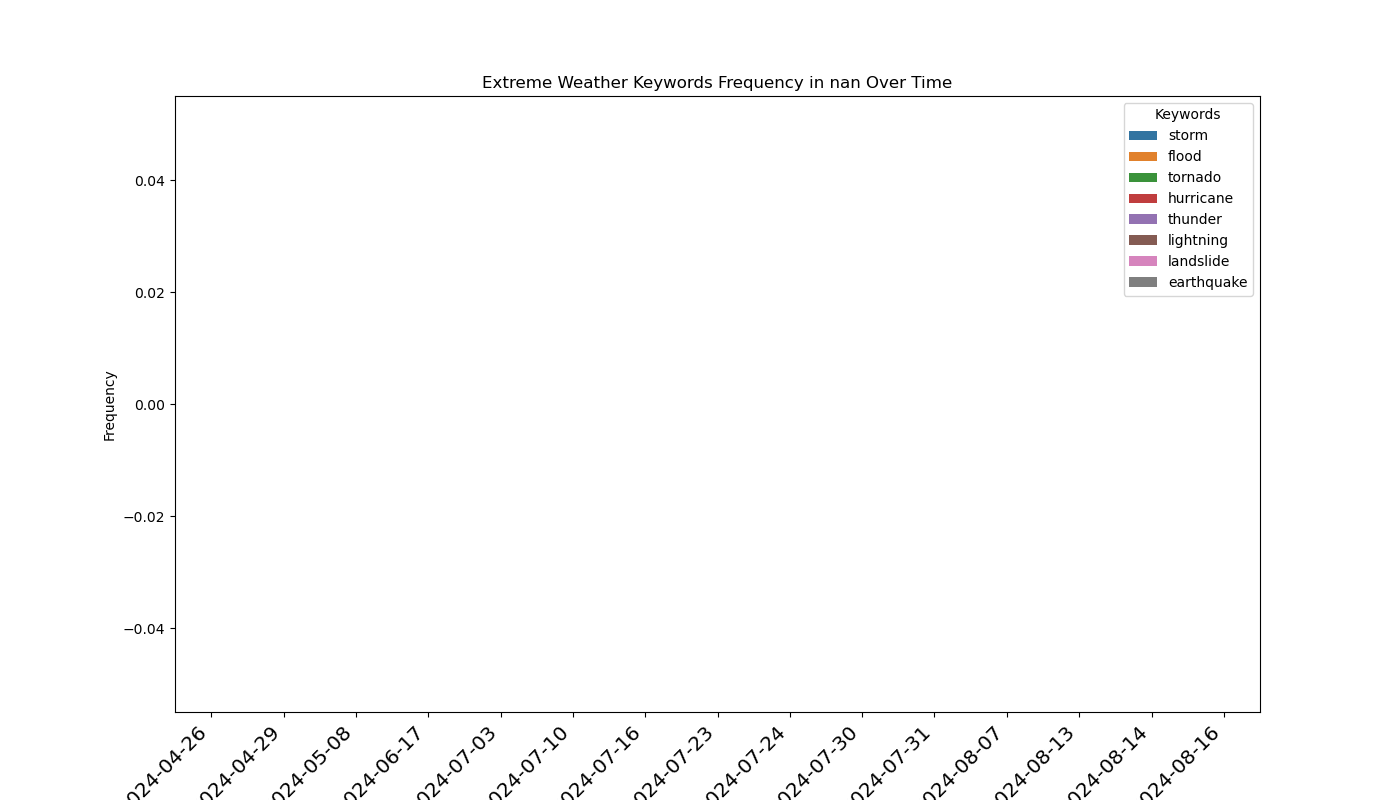 Extreme Weather Keywords Frequency in nan Over Time
Keywords
storm
flood
tornado
hurricane
thunder
lightning
landslide
earthquake
0.04
0.02
0.00
−0.02
−0.04
Frequency
024-04-26
024-04-29
024-05-08
024-06-17
024-07-03
024-07-10
024-07-16
024-07-23
024-07-24
024-07-30
024-07-31
024-08-07
024-08-13
024-08-14
024-08-16